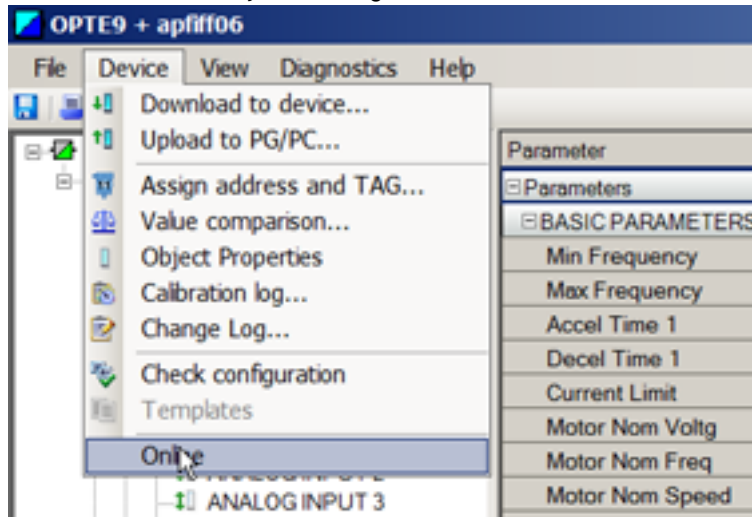 OPTE9 + apfiff06
File Device View Diagnostics Help
Download to device...
Upload to PG/PC...
Assign address and TAG...
Value comparison...
Object Properties
Calibration log...
Change Log...
Check configuration
Templates
Online
ANALOG INPUT 3
Parameter
Parameters
BASIC PARAMETERS
Min Frequency
Max Frequency
Accel Time 1
Decel Time 1
Current Limit
Motor Nom Voltg
Motor Nom Freq
Motor Nom Speed